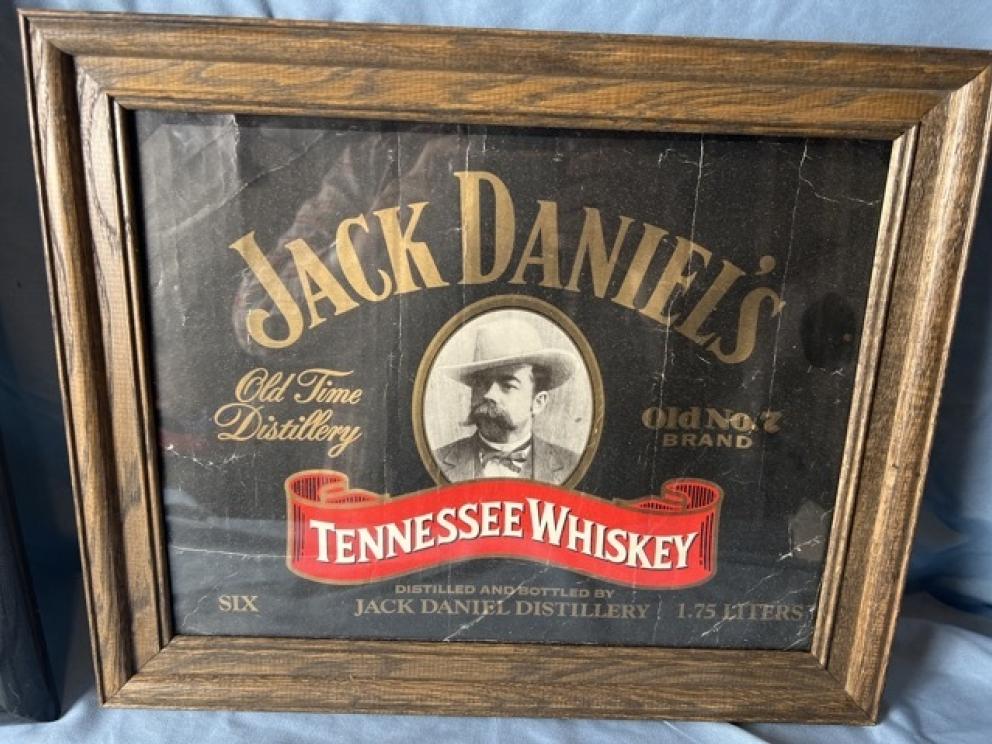 JACK DANIEL'S
Old Time
Distillery
Old No. 7
BRAND
TENNESSEE WHISKEY
DISTILLED AND BOTTLED BY
SIX JACK DANIEL DISTILLERY 1.75 LITERS